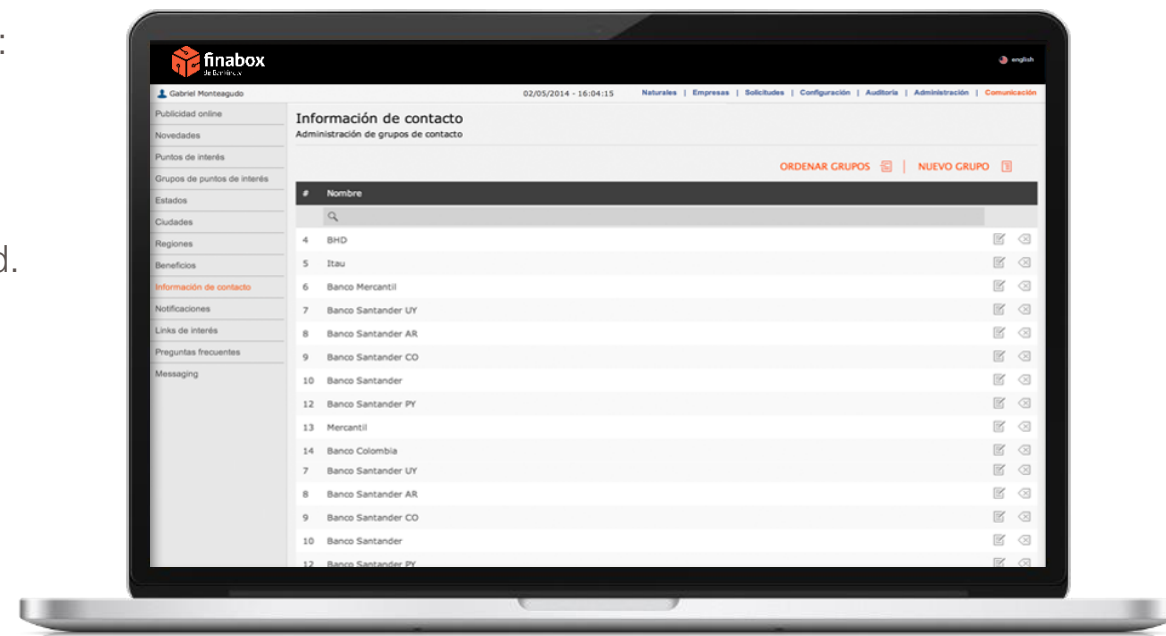 :
d.
finabox
english
Gabriel Monteagudo
02/05/2014 - 16:04:15
Naturales | Empresas | Solicitudes | Configuración | Auditoría | Administración | Comunicación
Publicidad online
Novedades
Puntos de interés
Grupos de puntos de interés
Estados
Ciudades
Regiones
Beneficios
Información de contacto
Notificaciones
Links de interés
Preguntas frecuentes
Messaging
Información de contacto
Administración de grupos de contacto
ORDENAR GRUPOS | NUEVO GRUPO
# Nombre
4 BHD
5 Itau
6 Banco Mercantil
7 Banco Santander UY
8 Banco Santander AR
9 Banco Santander CO
10 Banco Santander
12 Banco Santander PY
13 Mercantil
14 Banco Colombia
7 Banco Santander UY
8 Banco Santander AR
9 Banco Santander CO
10 Banco Santander
12 Banco Santander PY